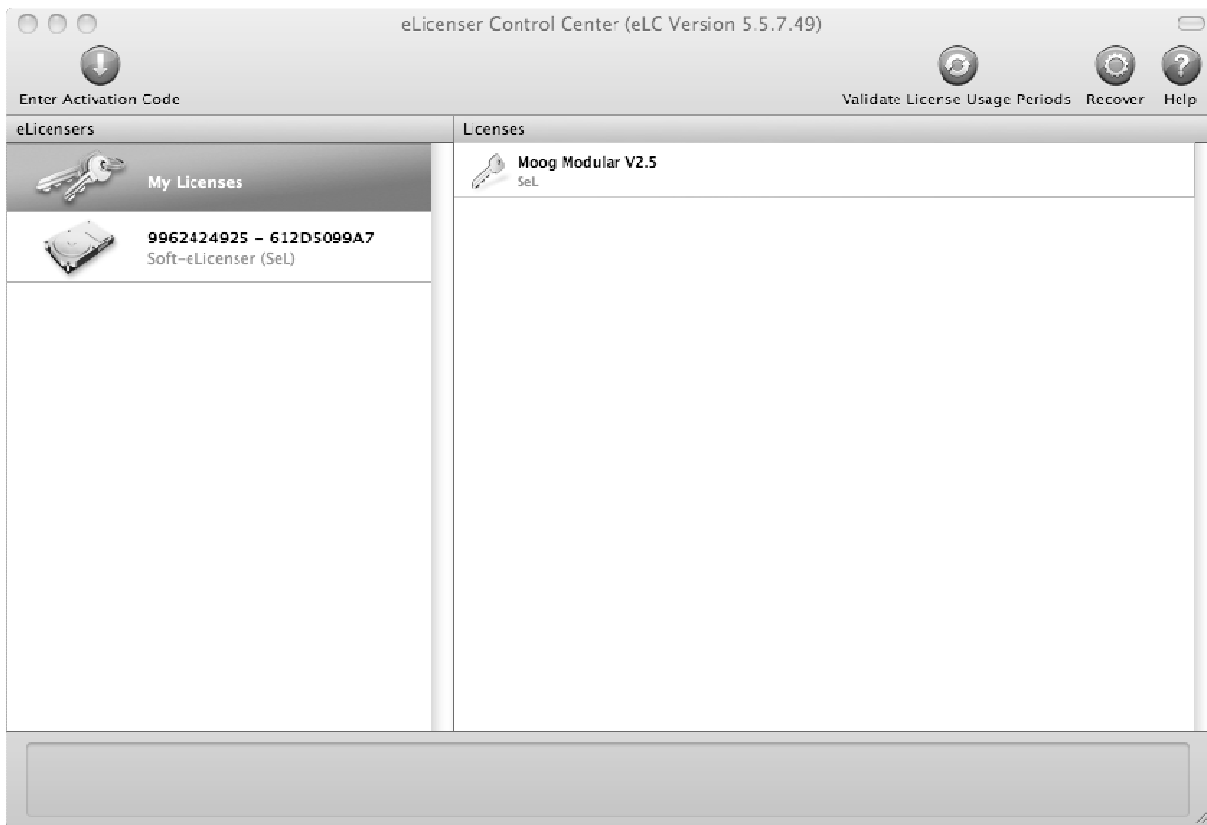 eLicenser Control Center (eLC Version 5.5.7.49)
Enter Activation Code
Validate License Usage Periods
Recover
Help
eLicensers
Licenses
My Licenses
Moog Modular V2.5
SeL
9962424925 – 612D5099A7
Soft-eLicenser (SeL)